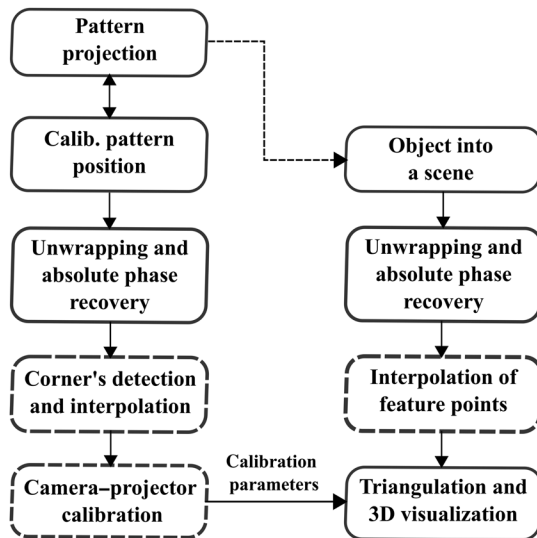 Pattern
projection
Calib. pattern
position
Unwrapping and
absolute phase
recovery
Corner's detection
and interpolation
Camera–projector
calibration
Calibration
parameters
Object into
a scene
Unwrapping and
absolute phase
recovery
Interpolation of
feature points
Triangulation and
3D visualization